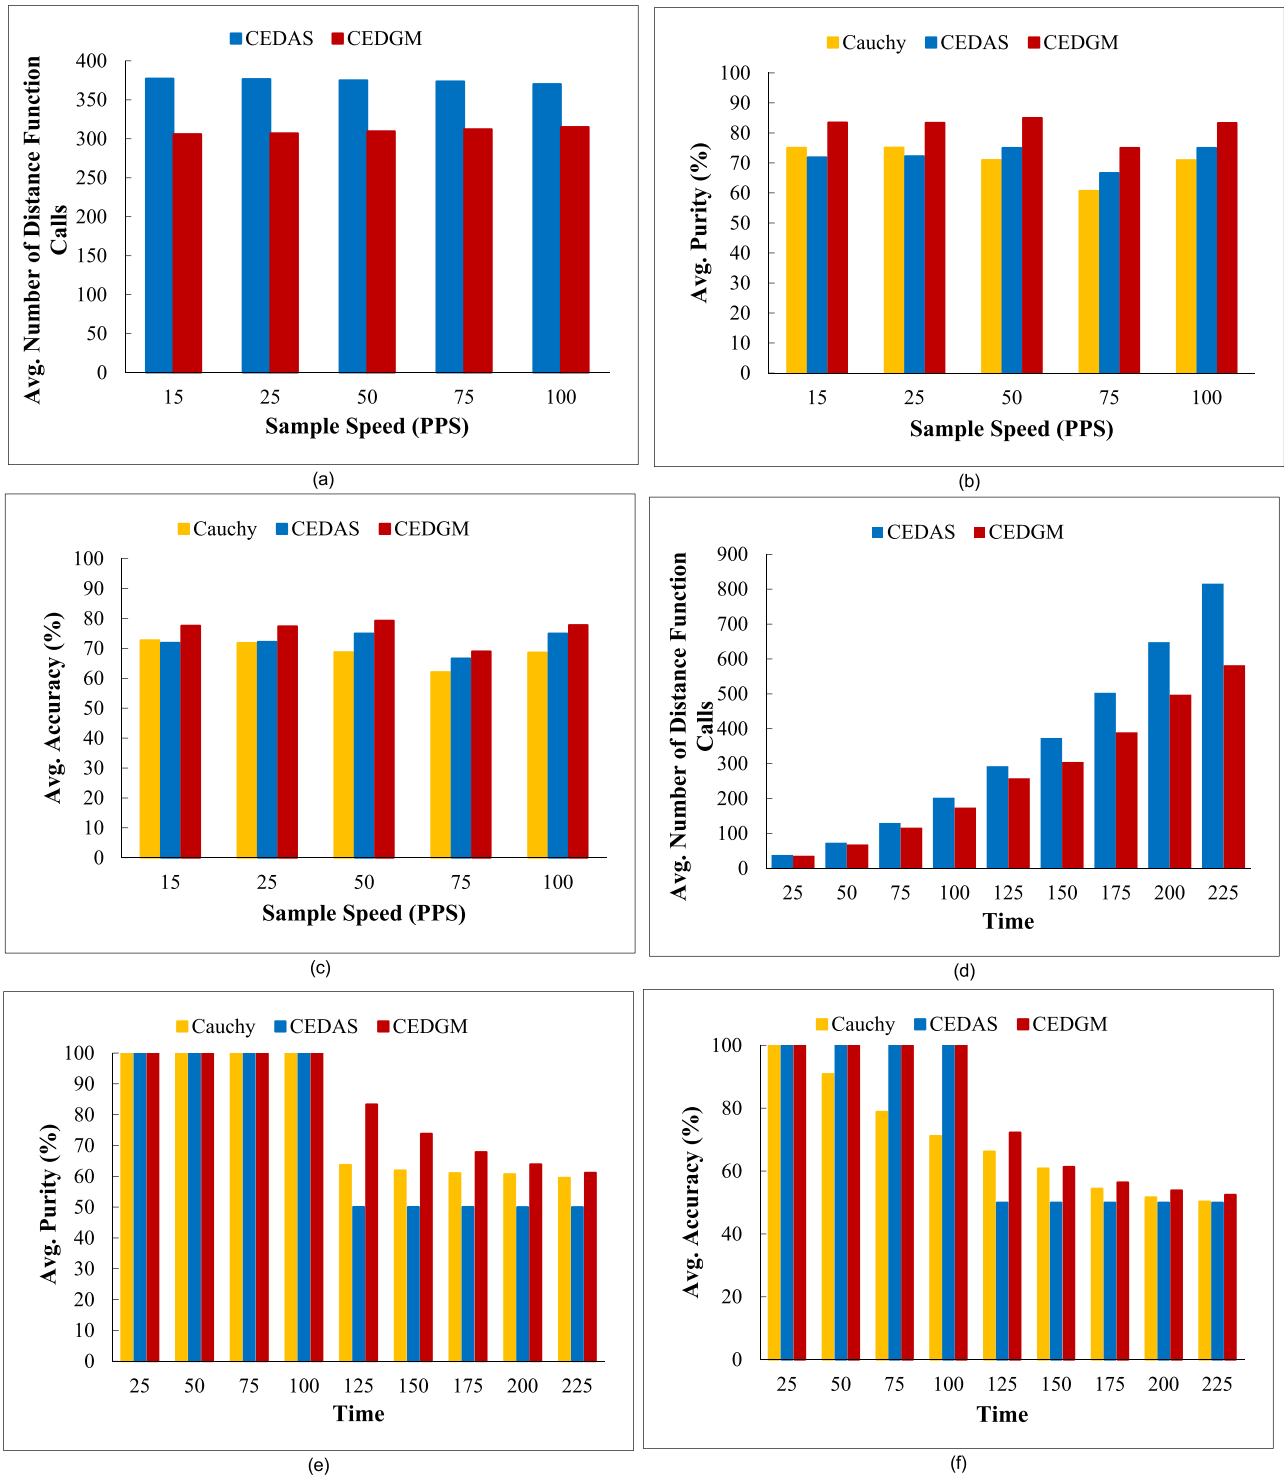 CEDAS CEDGM
Avg. Number of Distance Function
Calls
400
350
300
250
200
150
100
50
0
15 25 50 75 100
Sample Speed (PPS)
(a)
Cauchy CEDAS CEDGM
Avg. Purity (%)
100
90
80
70
60
50
40
30
20
10
0
15 25 50 75 100
Sample Speed (PPS)
(b)
Cauchy CEDAS CEDGM
Avg. Accuracy (%)
100
90
80
70
60
50
40
30
20
10
0
15 25 50 75 100
Sample Speed (PPS)
(c)
CEDAS CEDGM
Avg. Number of Distance Function
Calls
900
800
700
600
500
400
300
200
100
0
25 50 75 100 125 150 175 200 225
Time
(d)
Cauchy CEDAS CEDGM
Avg. Purity (%)
100
90
80
70
60
50
40
30
20
10
0
25 50 75 100 125 150 175 200 225
Time
(e)
Cauchy CEDAS CEDGM
Avg. Accuracy (%)
100
80
60
40
20
0
25 50 75 100 125 150 175 200 225
Time
(f)